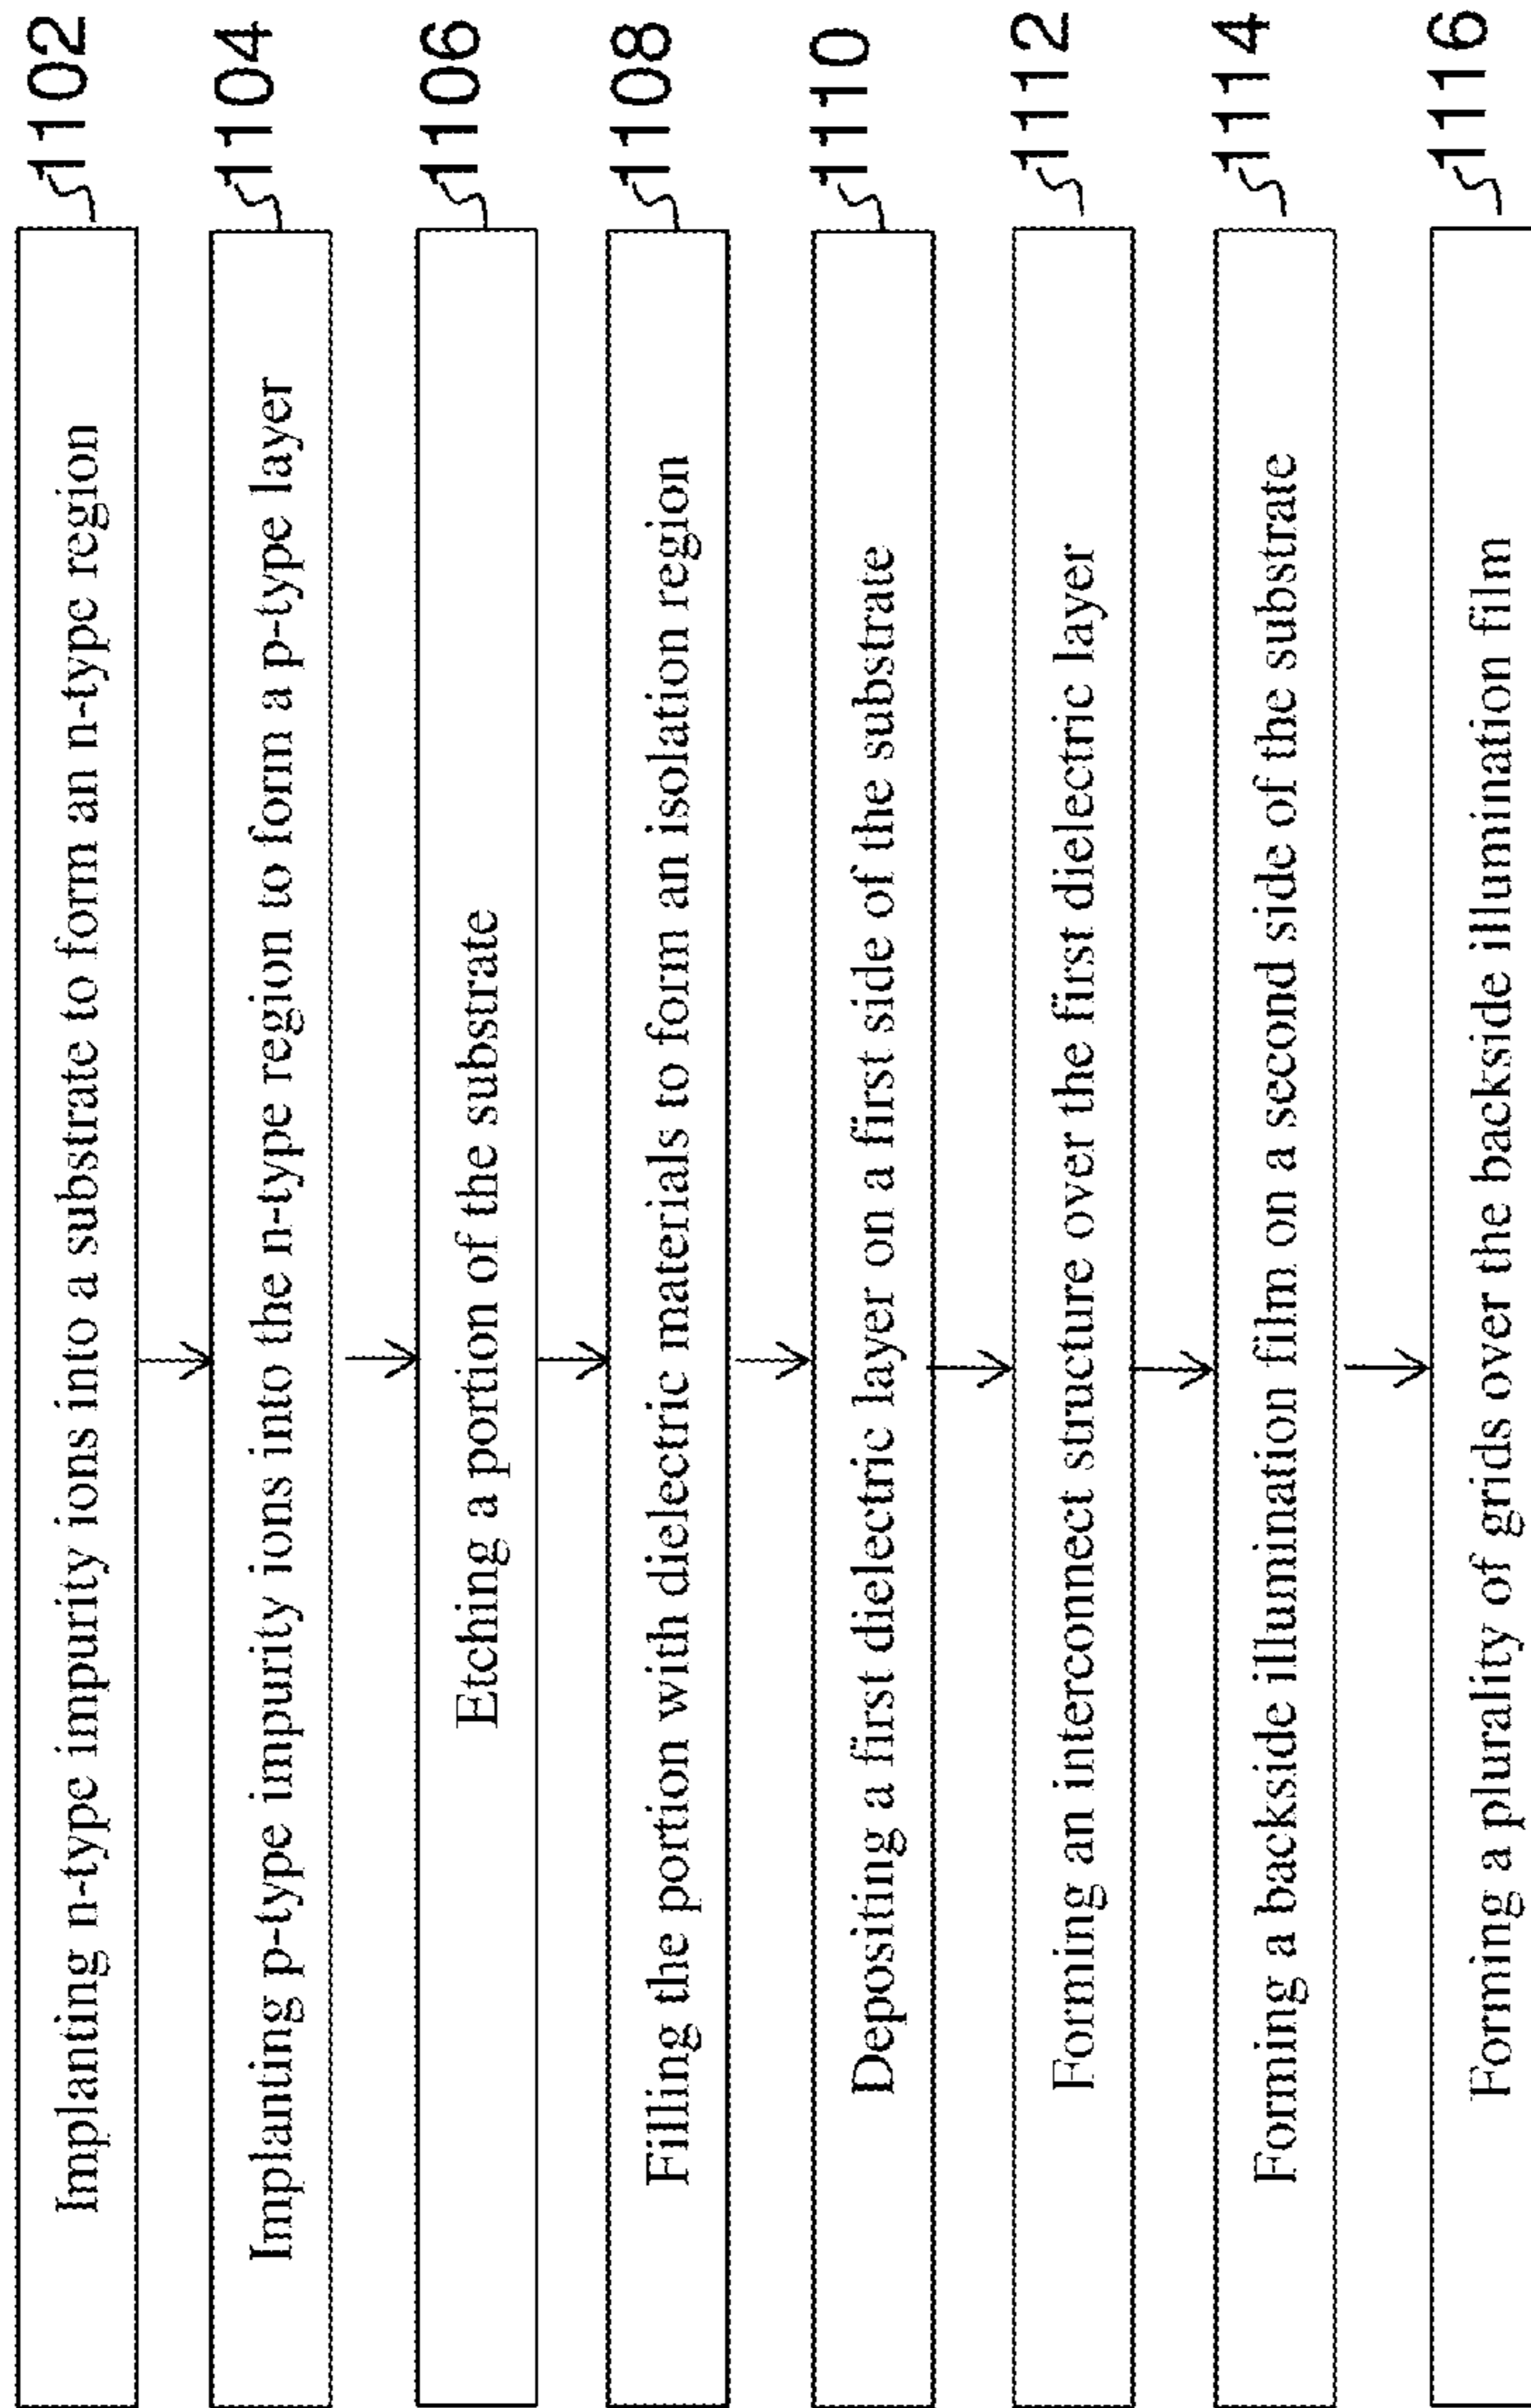 Implanting n-type impurity ions into a substrate to form an n-type region
1102
Implanting p-type impurity ions into the n-type region to form a p-type layer
1104
Etching a portion of the substrate
1106
Filling the portion with dielectric materials to form an isolation region
1108
Depositing a first dielectric layer on a first side of the substrate
1110
Forming an interconnect structure over the first dielectric layer
1112
Forming a backside illumination film on a second side of the substrate
1114
Forming a plurality of grids over the backside illumination film
1116